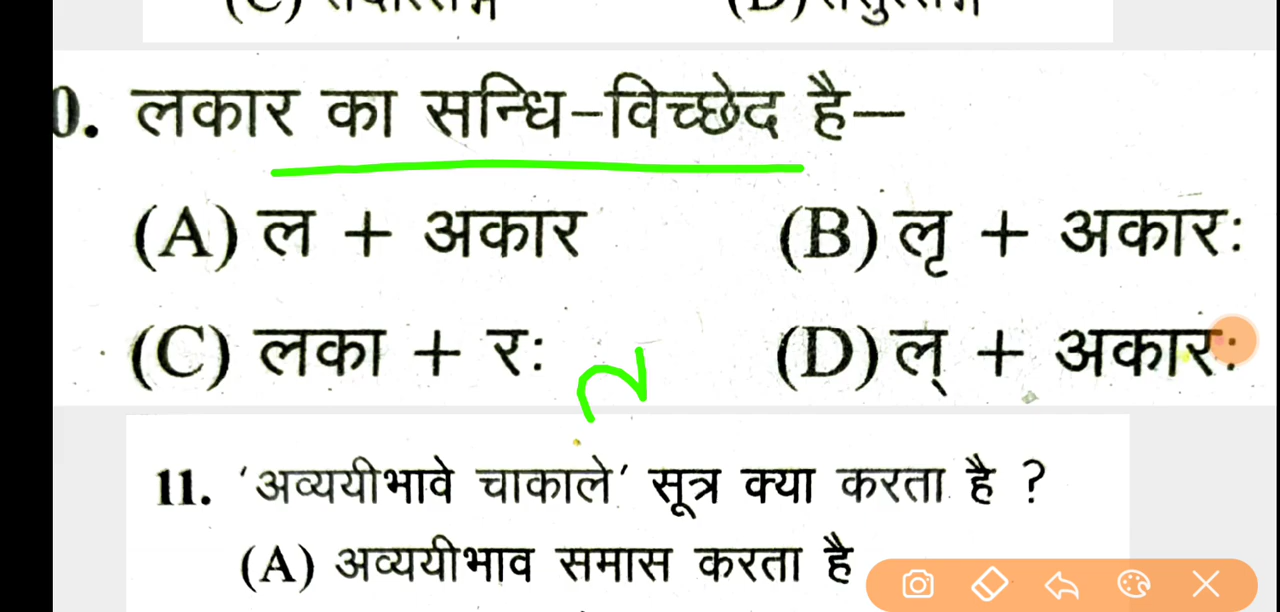 0. लकार का सन्धि-विच्छेद है—
(A) ल + अकार (B) लृ + अकारः
(C) लका + रः (D) ल् + अकारः
11. 'अव्ययीभावे चाकाले' सूत्र क्या करता है ?
(A) अव्ययीभाव समास करता है